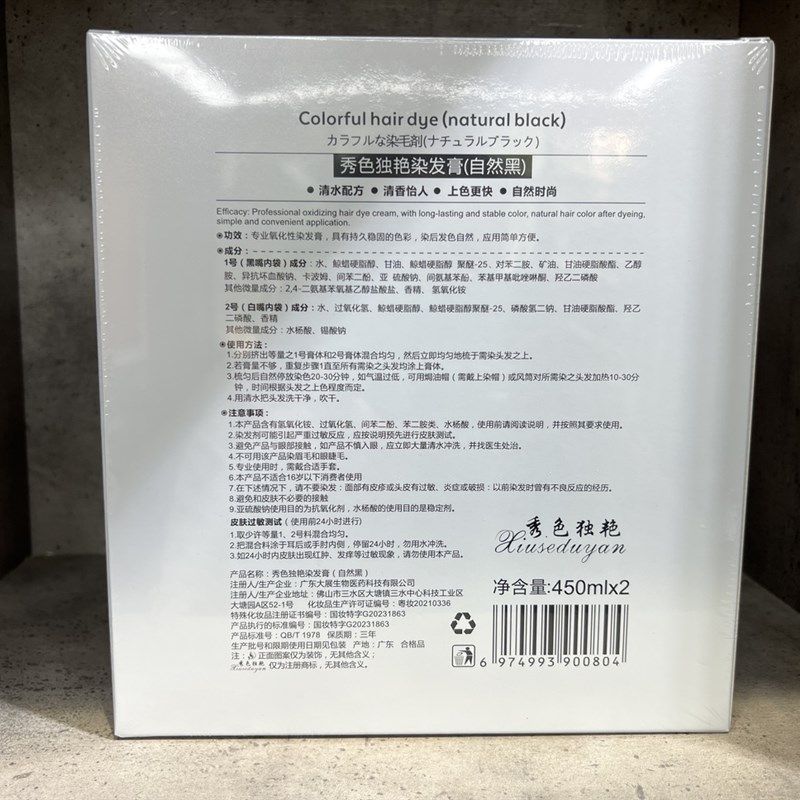 Colorful hair dye (natural black)
カラフルな染毛剤(ナチュラルブラック)
秀色独艳染发膏(自然黑)
● 清水配方 ● 清香怡人 ● 上色更快 ● 自然时尚
Efficacy: Professional oxidizing hair dye cream, with long-lasting and stable color, natural hair color after dyeing,
simple and convenient application.
◉功效：专业氧化性染发膏，具有持久稳固的色彩，染后发色自然，应用简单方便。
◉成分：
1号（黑嘴内袋）成分：水、鲸蜡硬脂醇、甘油、鲸蜡硬脂醇 聚醚-25、对苯二胺、矿油、甘油硬脂酸酯、乙醇
胺、异抗坏血酸钠、卡波姆、间苯二酚、亚 硫酸钠、间氨基苯酚、苯基甲基吡唑啉酮、羟乙二磷酸
其他微量成分：2,4-二氨基苯氧基乙醇盐酸盐、香精、氢氧化铵
2号（白嘴内袋）成分：水、过氧化氢、鲸蜡硬脂醇、鲸蜡硬脂醇聚醚-25、磷酸氢二钠、甘油硬脂酸酯、羟乙
二磷酸、香精
其他微量成分：水杨酸、锡酸钠
◉使用方法：
1.分别挤出等量之1号膏体和2号膏体混合均匀，然后立即均匀地梳于需染头发之上。
2.若膏量不够，重复步骤1直至所有需染之头发均涂上膏体。
3.梳匀后自然停放染色20-30分钟，如气温过低，可用焗油帽（需戴上染帽）或风筒对所需染之头发加热10-30分
钟，时间根据头发之上色程度而定。
4.用清水把头发洗干净，吹干。
◉注意事项：
1.本产品含有氢氧化铵、过氧化氢、间苯二酚、苯二胺类、水杨酸，使用前请阅读说明，并按照其要求使用。
2.染发剂可能引起严重过敏反应，应按说明预先进行皮肤测试。
3.避免产品与眼部接触，如产品不慎入眼，应立即大量清水冲洗，并找医生处治。
4.不可用该产品染眉毛和眼睫毛。
5.专业使用时，需戴合适手套。
6.本产品不适合16岁以下消费者使用
7.在下述情况下，请不要染发：面部有皮疹或头皮有过敏、炎症或破损；以前染发时曾有不良反应的经历。
8.避免和皮肤不必要的接触
9.亚硫酸钠使用目的为抗氧化剂，水杨酸的使用目的是稳定剂。
皮肤过敏测试（使用前24小时进行）
1.取少许等量1、2号料混合均匀。
2.把混合料涂于耳后或手肘内侧，停留24小时，勿用水冲洗。
3.如24小时内皮肤出现红肿、发痒等过敏现象，请勿使用本产品。
秀色独艳
Xiuseduyan
产品名称：秀色独艳染发膏（自然黑）
注册人/生产企业：广东大展生物医药科技有限公司
注册人/生产企业地址：佛山市三水区大塘镇三水中心科技工业区
大塘园A区52-1号 化妆品生产许可证编号：粤妆20210336
特殊化妆品注册证书编号：国妆特字G20231863
产品执行的标准编号：国妆特字G20231863
产品标准号：QB/T 1978 保质期：三年
生产批号和限期使用日期见包装 产地：广东 合格品
注：正面图案仅为装饰，无其他含义；
秀色独艳 Xiuseduyan 仅为注册商标，无其他含义。
净含量:450mlx2
6 974993 900804